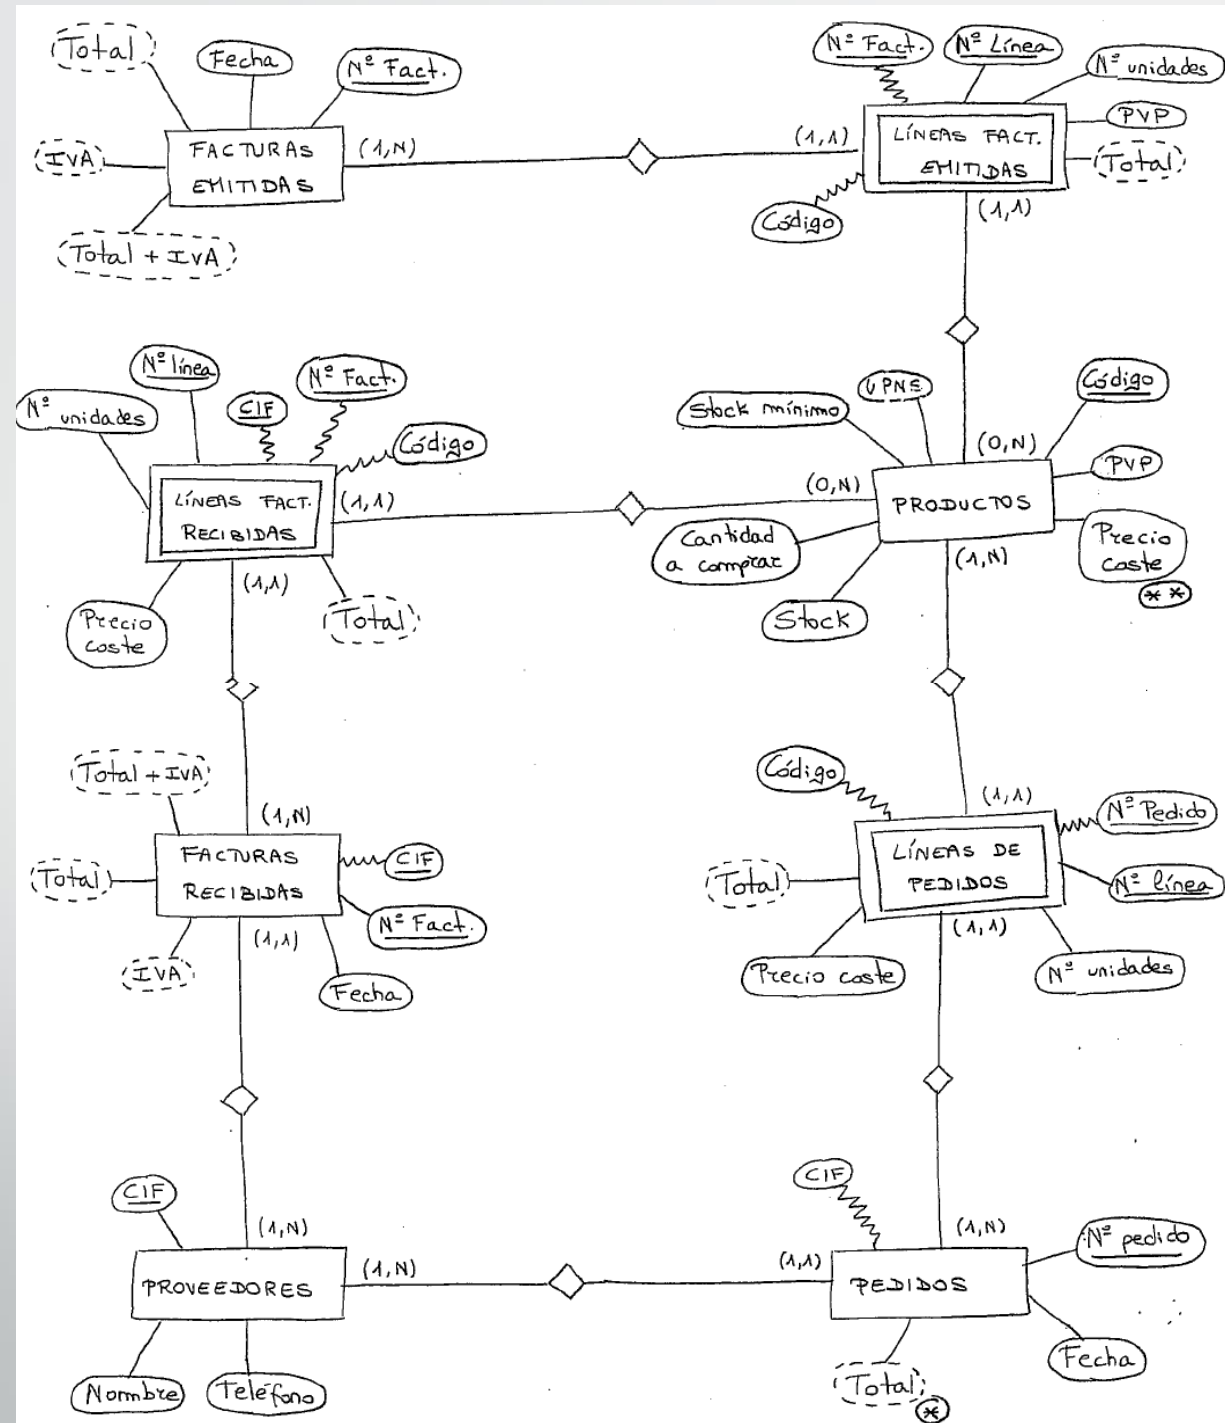 Total
Fecha
Nº Fact.
IVA
FACTURAS
EMITIDAS
Total + IVA
(1,N)
(1,1)
Nº Fact.
Nº Línea
Nº unidades
PVP
LÍNEAS FACT.
EMITIDAS
Total
Código
(1,1)
Nº línea
Nº Fact.
Nº unidades
CIF
Código
LÍNEAS FACT.
RECIBIDAS
(1,1)
(1,1)
Precio
coste
Total
(0,N)
Stock mínimo
Código
(0,N)
PVP
PRODUCTOS
Cantidad
a comprar
(1,N)
Precio
coste
**
Stock
Total + IVA
(1,N)
FACTURAS
RECIBIDAS
CIF
Total
Nº Fact.
(1,1)
IVA
Fecha
Código
(1,1)
Nº Pedido
LÍNEAS DE
PEDIDOS
Total
Nº línea
(1,1)
Precio coste
Nº unidades
CIF
(1,N)
PROVEEDORES
(1,N)
Nombre
Teléfono
CIF
(1,N)
Nº pedido
(1,1)
PEDIDOS
Fecha
Total
*